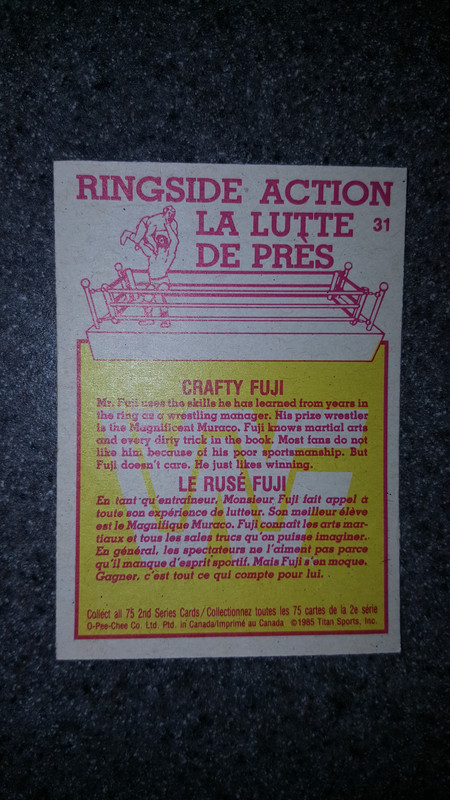 RINGSIDE ACTION
LA LUTTE 31
DE PRÈS
CRAFTY FUJI
Mr. Fuji uses the skills he has learned from years in
the ring as a wrestling manager. His prize wrestler
is the Magnificent Muraco. Fuji knows martial arts
and every dirty trick in the book. Most fans do not
like him because of his poor sportsmanship. But
Fuji doesn't care. He just likes winning.
LE RUSÉ FUJI
En tant qu'entraîneur, Monsieur Fuji fait appel à
toute son expérience de lutteur. Son meilleur élève
est le Magnifique Muraco. Fuji connaît les arts mar-
tiaux et tous les sales trucs qu'on puisse imaginer.
En général, les spectateurs ne l'aiment pas parce
qu'il manque d'esprit sportif. Mais Fuji s'en moque.
Gagner, c'est tout ce qui compte pour lui.
Collect all 75 2nd Series Cards/Collectionnez toutes les 75 cartes de la 2e série
O-Pee-Chee Co. Ltd. Ptd. in Canada/Imprimé au Canada ©1985 Titan Sports, Inc.